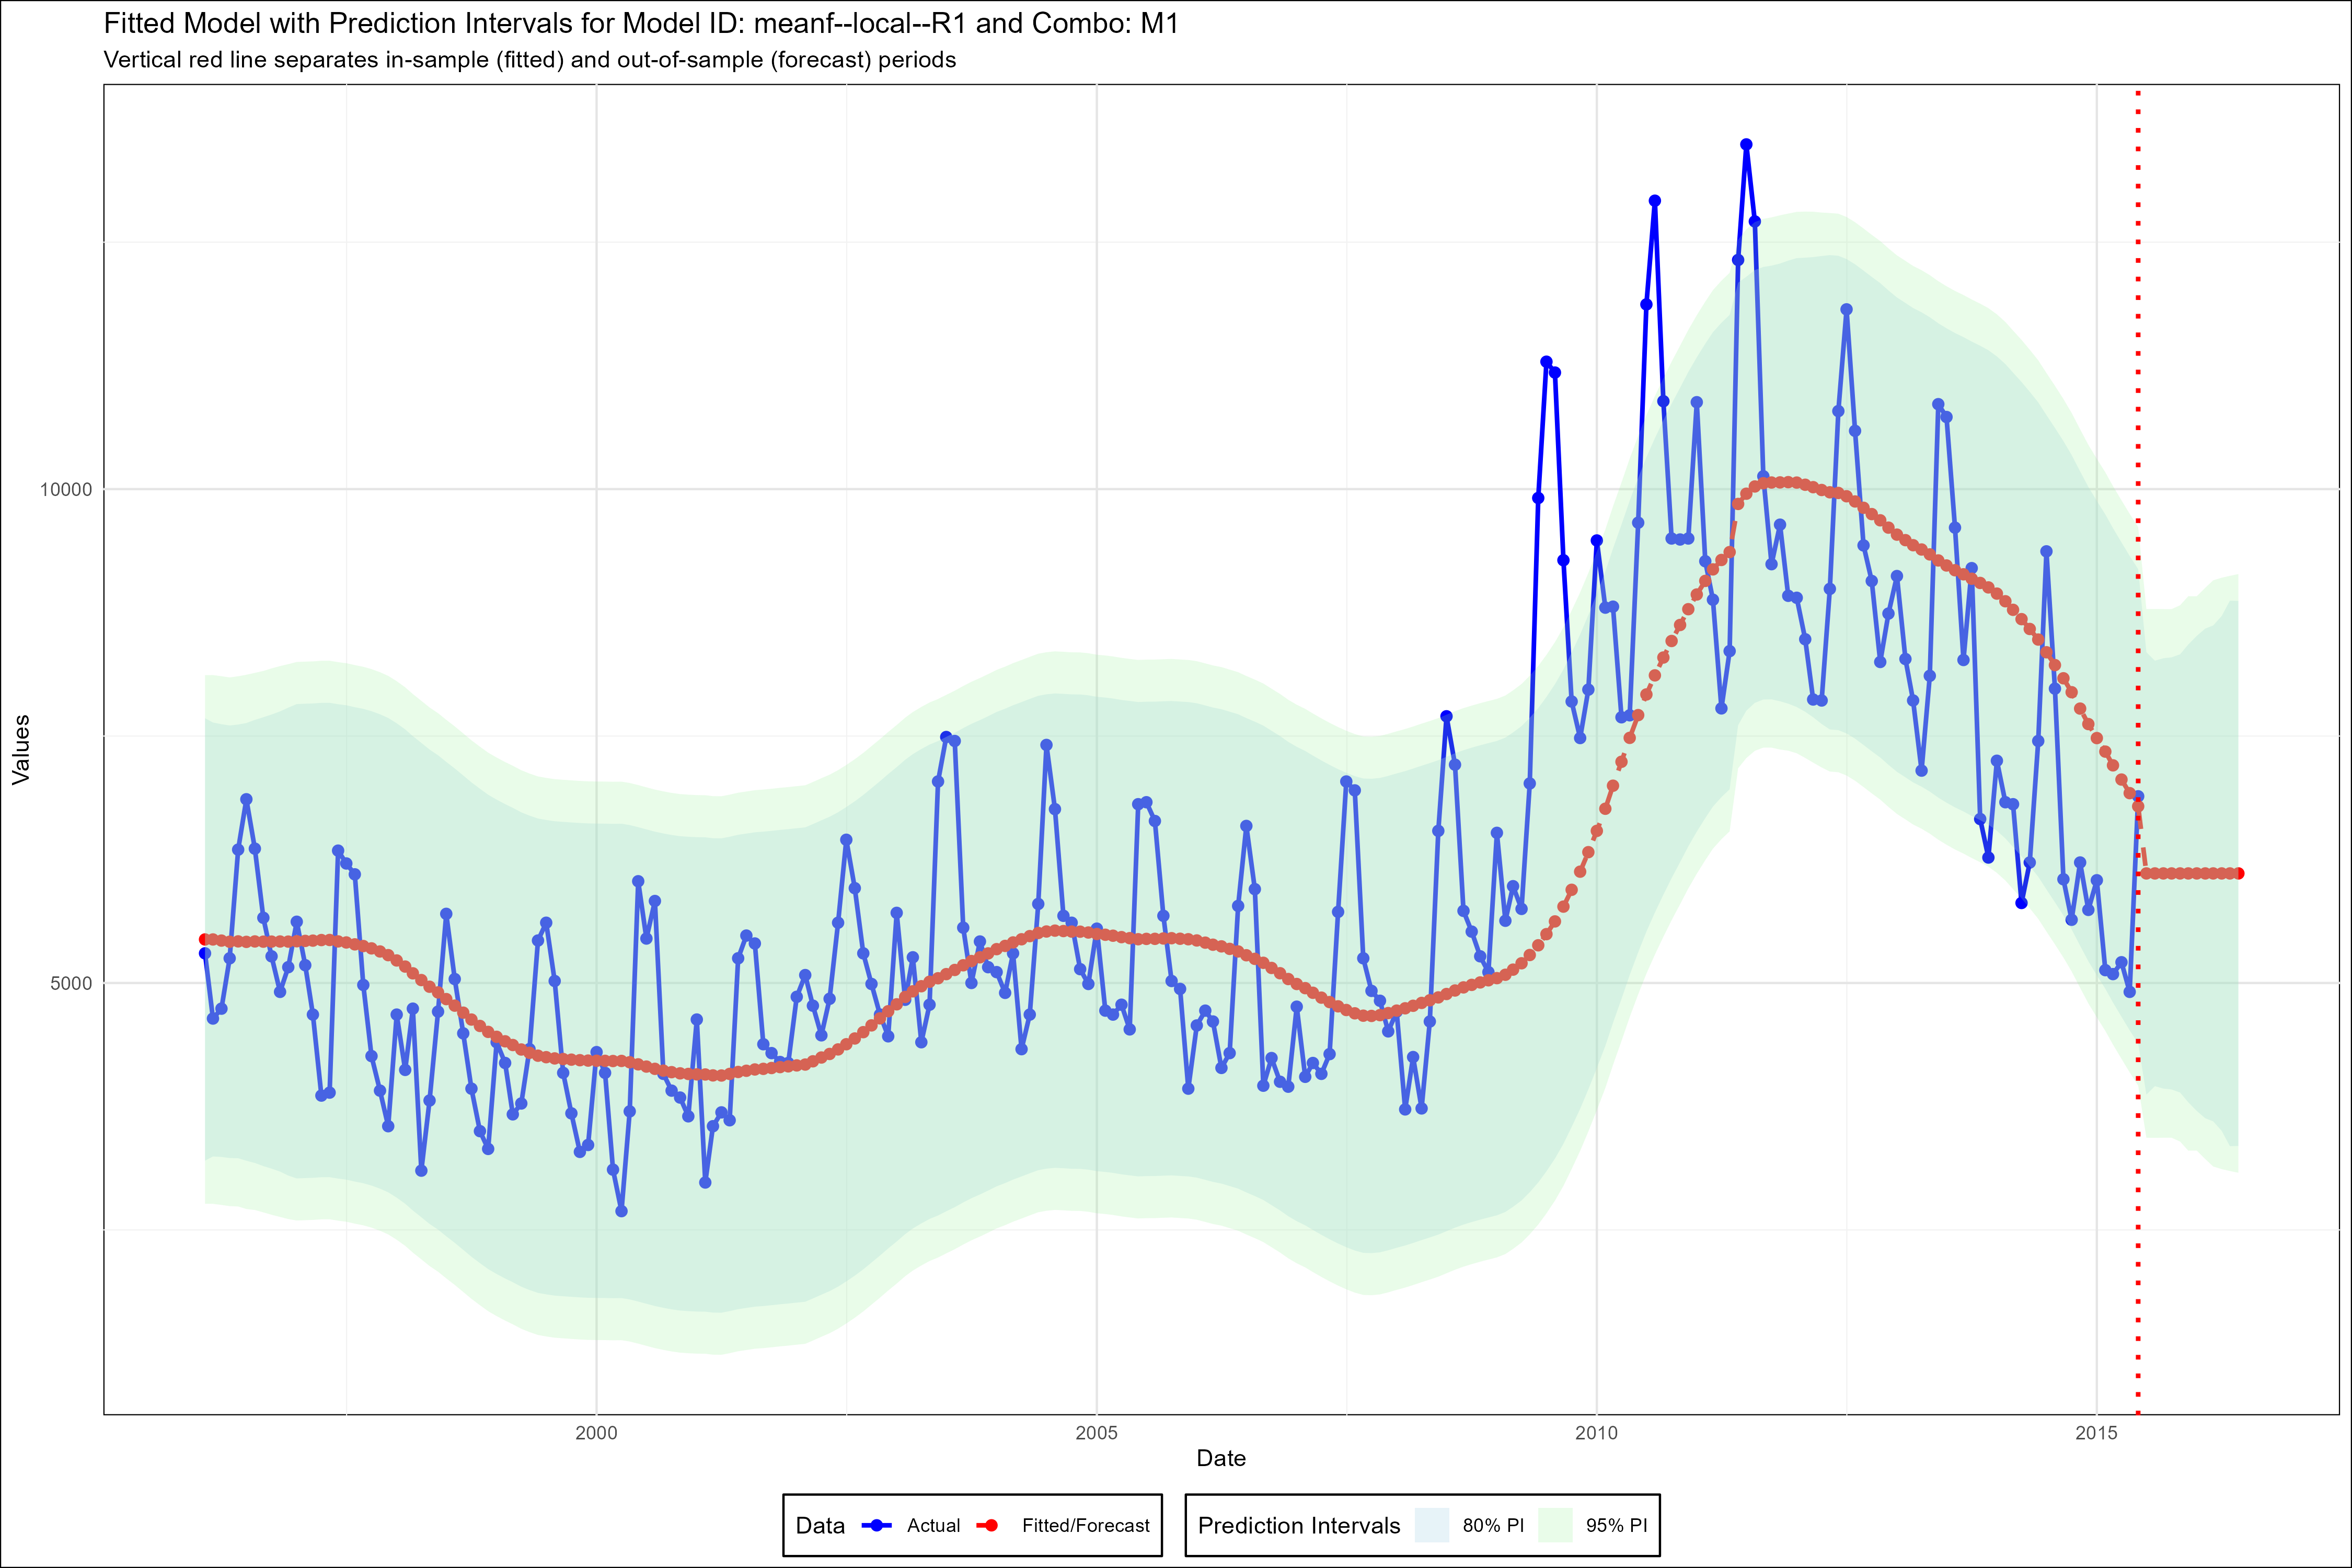 Fitted Model with Prediction Intervals for Model ID: meanf--local--R1 and Combo: M1
Vertical red line separates in-sample (fitted) and out-of-sample (forecast) periods
Values
10000
5000
2000 2005 2010 2015
Date
Data Actual Fitted/Forecast Prediction Intervals 80% PI 95% PI